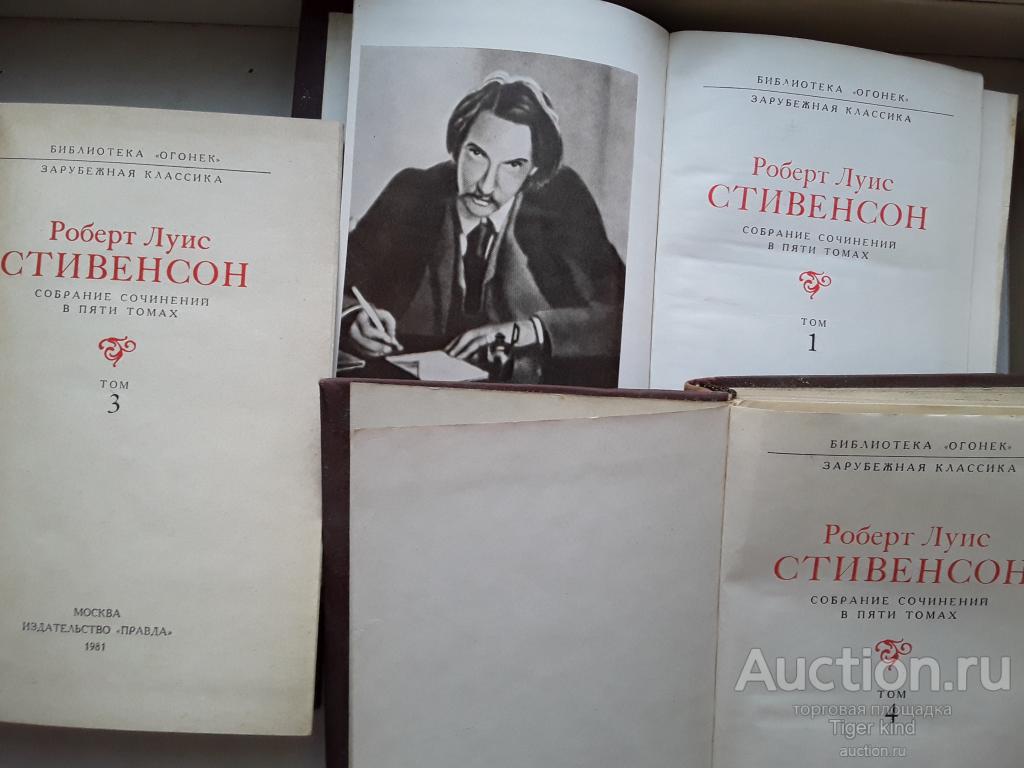 БИБЛИОТЕКА «ОГОНЕК»
ЗАРУБЕЖНАЯ КЛАССИКА
Роберт Луис
СТИВЕНСОН
СОБРАНИЕ СОЧИНЕНИЙ
В ПЯТИ ТОМАХ
ТОМ
3
МОСКВА
ИЗДАТЕЛЬСТВО «ПРАВДА»
1981
БИБЛИОТЕКА «ОГОНЕК»
ЗАРУБЕЖНАЯ КЛАССИКА
Роберт Луис
СТИВЕНСОН
СОБРАНИЕ СОЧИНЕНИЙ
В ПЯТИ ТОМАХ
ТОМ
1
БИБЛИОТЕКА «ОГОНЕК»
ЗАРУБЕЖНАЯ КЛАССИКА
Роберт Луис
СТИВЕНСОН
СОБРАНИЕ СОЧИНЕНИЙ
В ПЯТИ ТОМАХ
ТОМ
4
Auction.ru
торговая площадка
Tiger kind
auction.ru